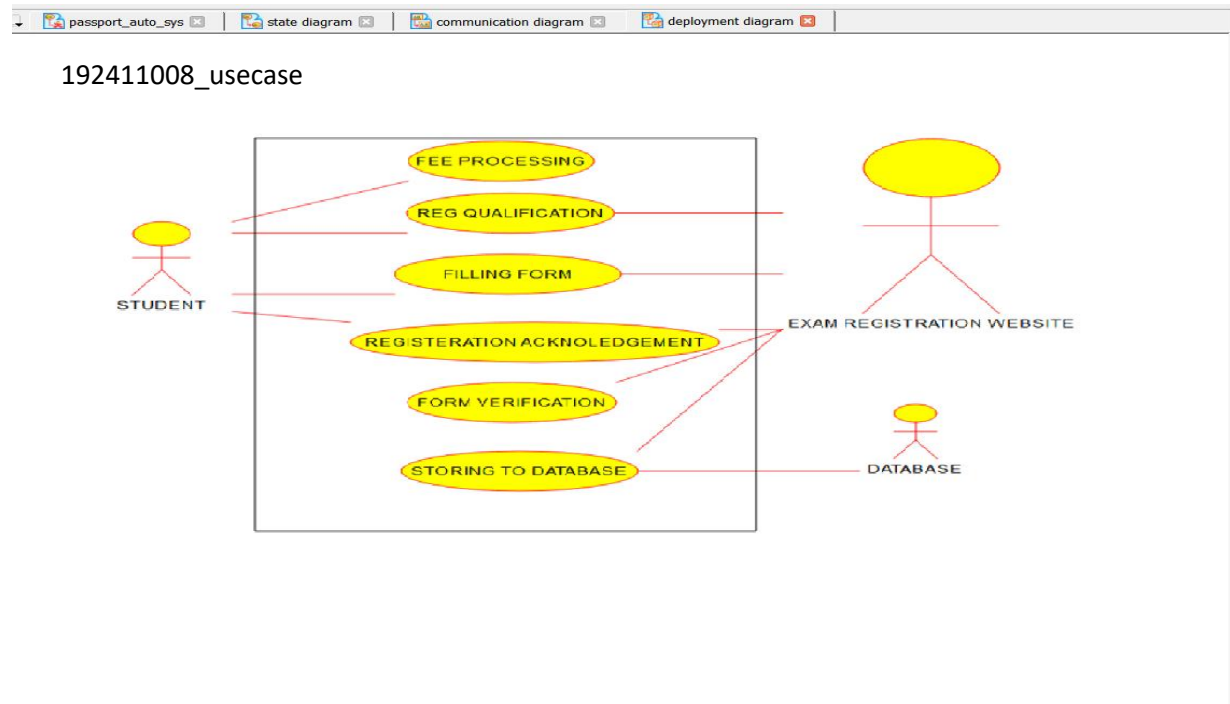 passport_auto_sys state diagram communication diagram deployment diagram
192411008_usecase
FEE PROCESSING
REG QUALIFICATION
FILLING FORM
STUDENT
EXAM REGISTRATION WEBSITE
REGISTERATION ACKNOLEDGEMENT
FORM VERIFICATION
STORING TO DATABASE
DATABASE